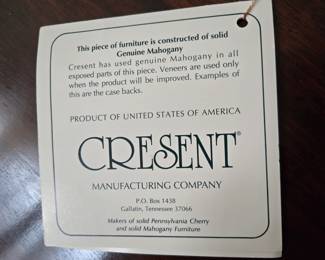 This piece of furniture is constructed of solid
Genuine Mahogany
Cresent has used genuine Mahogany in all
exposed parts of this piece. Veneers are used only
when the product will be improved. Examples of
this are the case backs.
PRODUCT OF UNITED STATES OF AMERICA
CRESENT®
MANUFACTURING COMPANY
P.O. Box 1438
Gallatin, Tennessee 37066
Makers of solid Pennsylvania Cherry
and solid Mahogany Furniture